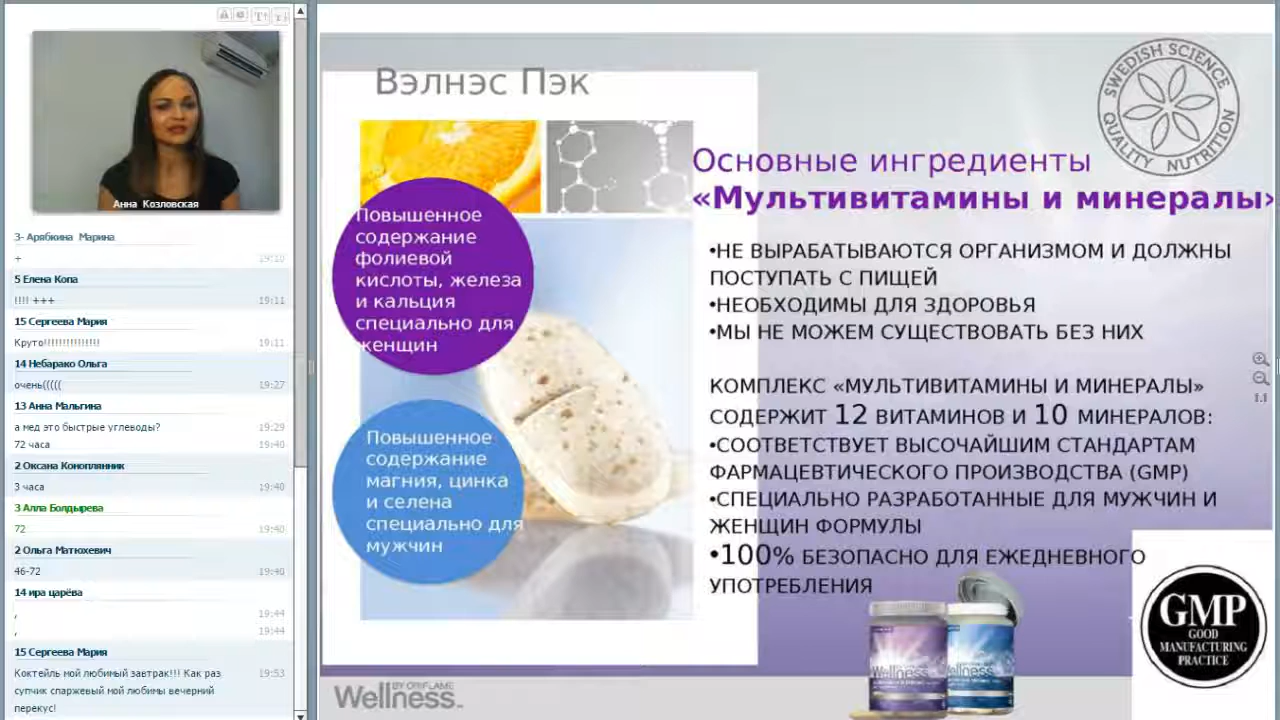 Анна Козловская
3- Арябкина Марина
+ 19:10
5 Елена Копа
!!!! +++ 19:11
15 Сергеева Мария
Круто!!!!!!!!!!!!!!! 19:11
14 Небарако Ольга
очень((((( 19:27
13 Анна Мальгина
а мед это быстрые углеводы? 19:29
72 часа 19:40
2 Оксана Конопляник
3 часа 19:40
3 Алла Болдырева
72 19:40
2 Ольга Матюхевич
46-72 19:40
14 ира царёва
, 19:44
, 19:44
15 Сергеева Мария
Коктейль мой любимый завтрак!!! Как раз 19:53
супчик спаржевый мой любимы вечерний
перекус!
Вэлнэс Пэк
Повышенное
содержание
фолиевой
кислоты, железа
и кальция
специально для
женщин
Повышенное
содержание
магния, цинка
и селена
специально для
мужчин
Wellness
BY ORIFLAME
SWEDISH SCIENCE
QUALITY NUTRITION
Основные ингредиенты
«Мультивитамины и минералы»
•НЕ ВЫРАБАТЫВАЮТСЯ ОРГАНИЗМОМ И ДОЛЖНЫ
ПОСТУПАТЬ С ПИЩЕЙ
•НЕОБХОДИМЫ ДЛЯ ЗДОРОВЬЯ
•МЫ НЕ МОЖЕМ СУЩЕСТВОВАТЬ БЕЗ НИХ
КОМПЛЕКС «МУЛЬТИВИТАМИНЫ И МИНЕРАЛЫ»
СОДЕРЖИТ 12 ВИТАМИНОВ И 10 МИНЕРАЛОВ:
•СООТВЕТСТВУЕТ ВЫСОЧАЙШИМ СТАНДАРТАМ
ФАРМАЦЕВТИЧЕСКОГО ПРОИЗВОДСТВА (GMP)
•СПЕЦИАЛЬНО РАЗРАБОТАННЫЕ ДЛЯ МУЖЧИН И
ЖЕНЩИН ФОРМУЛЫ
•100% БЕЗОПАСНО ДЛЯ ЕЖЕДНЕВНОГО
УПОТРЕБЛЕНИЯ
Wellness
Wellness
GMP
GOOD
MANUFACTURING
PRACTICE
1:1